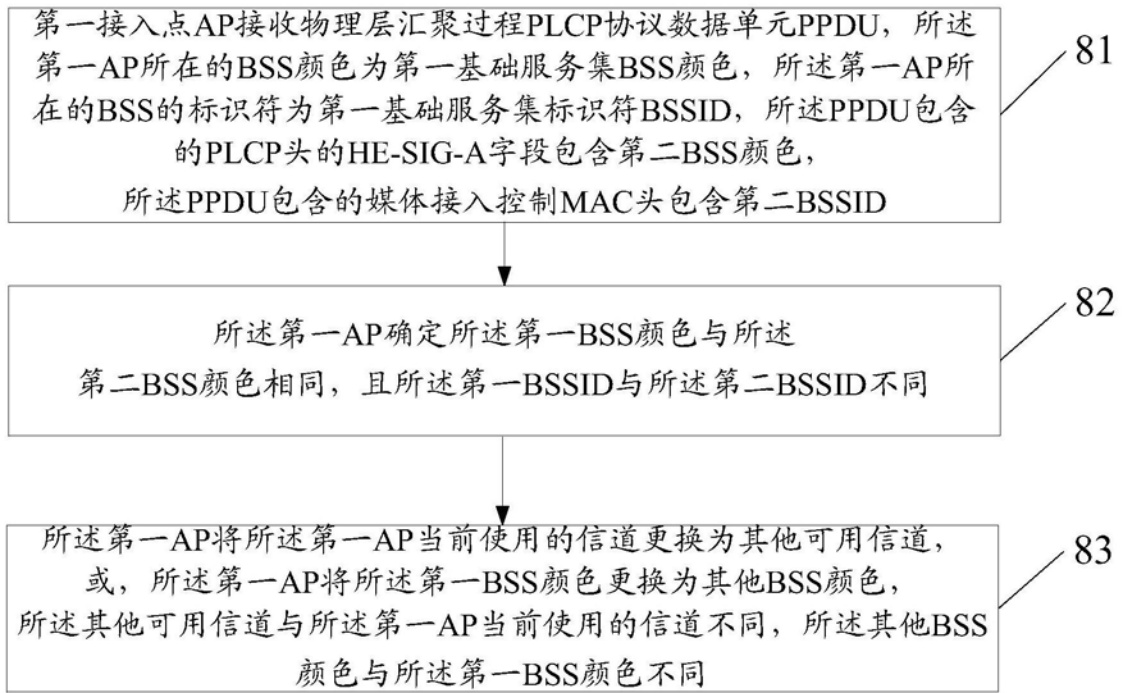 第一接入点AP接收物理层汇聚过程PLCP协议数据单元PPDU，所述
第一AP所在的BSS颜色为第一基础服务集BSS颜色，所述第一AP所
在的BSS的标识符为第一基础服务集标识符BSSID，所述PPDU包含
的PLCP头的HE-SIG-A字段包含第二BSS颜色，
所述PPDU包含的媒体接入控制MAC头包含第二BSSID
81
所述第一AP确定所述第一BSS颜色与所述
第二BSS颜色相同，且所述第一BSSID与所述第二BSSID不同
82
所述第一AP将所述第一AP当前使用的信道更换为其他可用信道，
或，所述第一AP将所述第一BSS颜色更换为其他BSS颜色，
所述其他可用信道与所述第一AP当前使用的信道不同，所述其他BSS
颜色与所述第一BSS颜色不同
83